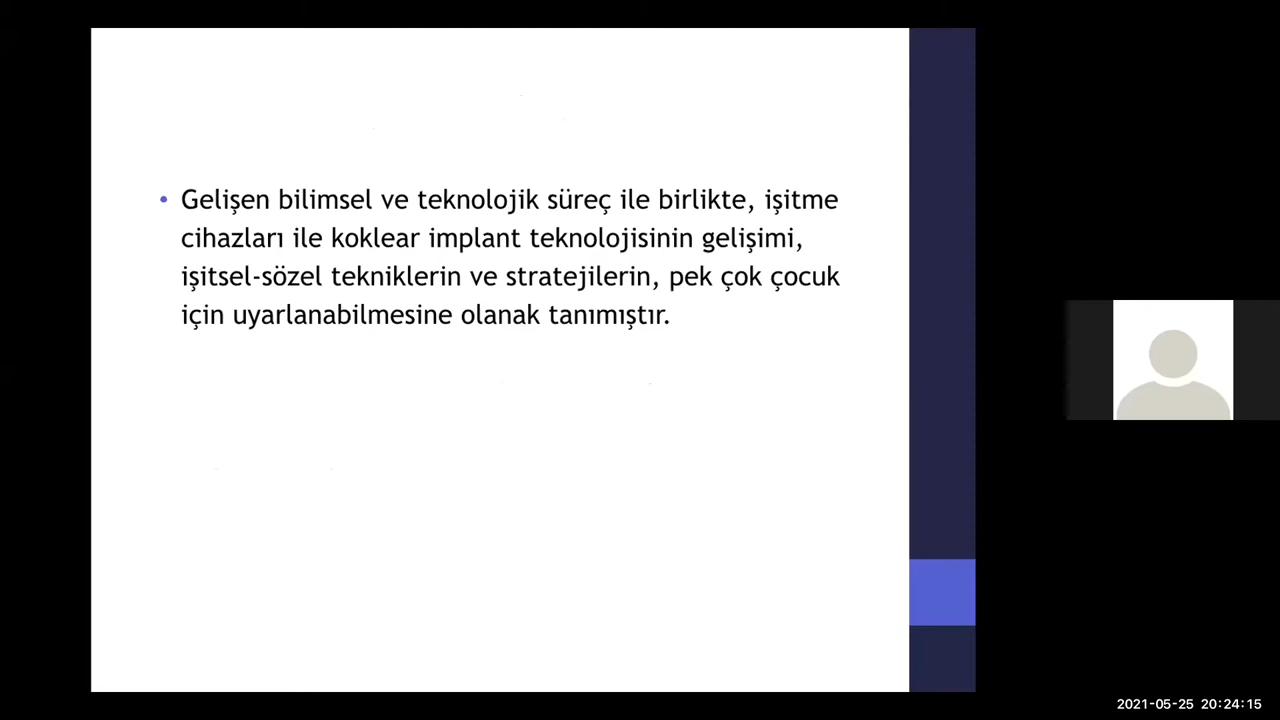 • Gelişen bilimsel ve teknolojik süreç ile birlikte, işitme
cihazları ile koklear implant teknolojisinin gelişimi,
işitsel-sözel tekniklerin ve stratejilerin, pek çok çocuk
için uyarlanabilmesine olanak tanımıştır.
2021-05-25 20:24:15